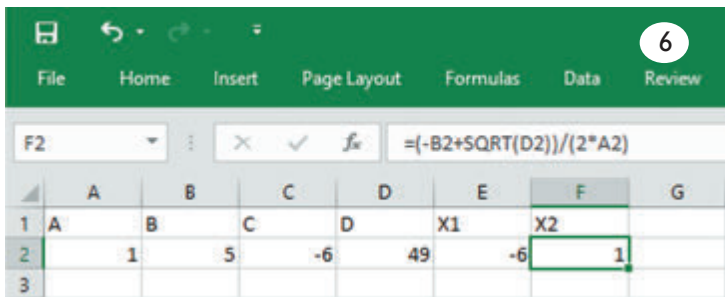 6
File Home Insert Page Layout Formulas Data Review
F2 fx =(-B2+SQRT(D2))/(2*A2)
A B C D E F G
1 A B C D X1 X2
2 1 5 -6 49 -6 1
3